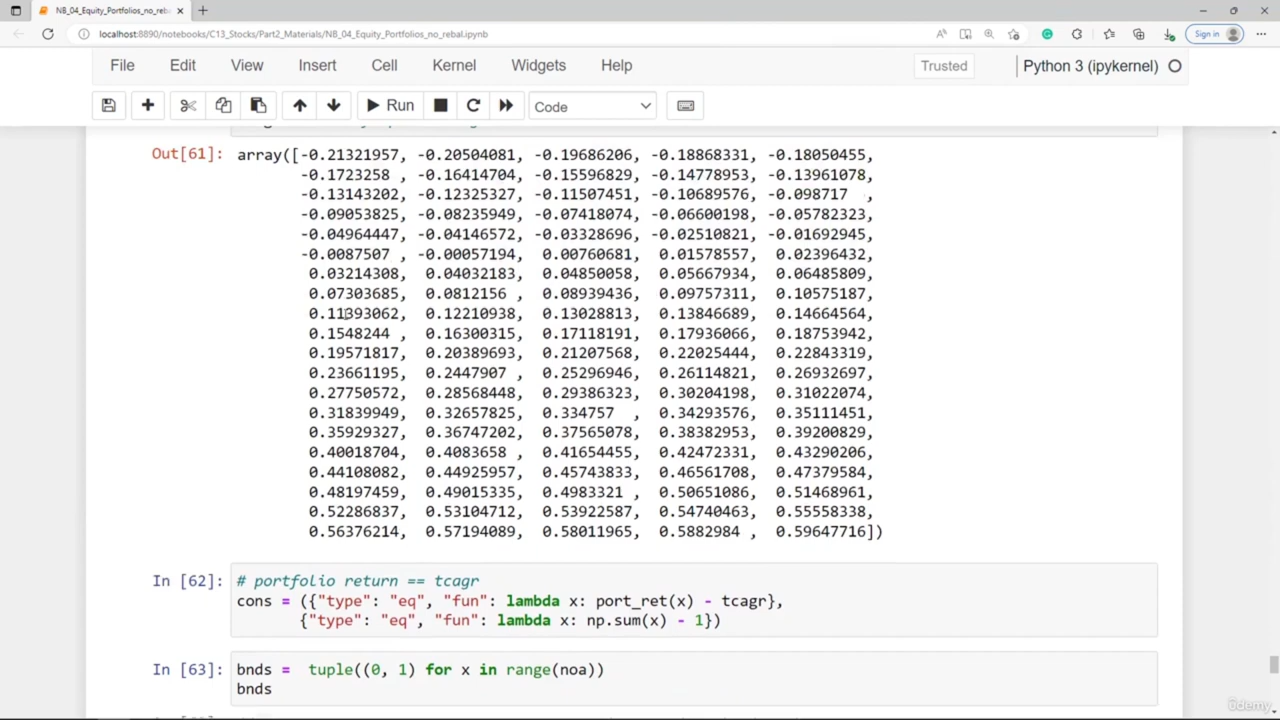 NB_04_Equity_Portfolios_no_reba
localhost:8890/notebooks/C13_Stocks/Part2_Materials/NB_04_Equity_Portfolios_no_rebal.ipynb
Sign in
File Edit View Insert Cell Kernel Widgets Help Trusted Python 3 (ipykernel)
Run Code
Out[61]: array([-0.21321957, -0.20504081, -0.19686206, -0.18868331, -0.18050455,
-0.1723258 , -0.16414704, -0.15596829, -0.14778953, -0.13961078,
-0.13143202, -0.12325327, -0.11507451, -0.10689576, -0.098717 ,
-0.09053825, -0.08235949, -0.07418074, -0.06600198, -0.05782323,
-0.04964447, -0.04146572, -0.03328696, -0.02510821, -0.01692945,
-0.0087507 , -0.00057194, 0.00760681, 0.01578557, 0.02396432,
0.03214308, 0.04032183, 0.04850058, 0.05667934, 0.06485809,
0.07303685, 0.0812156 , 0.08939436, 0.09757311, 0.10575187,
0.11393062, 0.12210938, 0.13028813, 0.13846689, 0.14664564,
0.1548244 , 0.16300315, 0.17118191, 0.17936066, 0.18753942,
0.19571817, 0.20389693, 0.21207568, 0.22025444, 0.22843319,
0.23661195, 0.2447907 , 0.25296946, 0.26114821, 0.26932697,
0.27750572, 0.28568448, 0.29386323, 0.30204198, 0.31022074,
0.31839949, 0.32657825, 0.334757 , 0.34293576, 0.35111451,
0.35929327, 0.36747202, 0.37565078, 0.38382953, 0.39200829,
0.40018704, 0.4083658 , 0.41654455, 0.42472331, 0.43290206,
0.44108082, 0.44925957, 0.45743833, 0.46561708, 0.47379584,
0.48197459, 0.49015335, 0.4983321 , 0.50651086, 0.51468961,
0.52286837, 0.53104712, 0.53922587, 0.54740463, 0.55558338,
0.56376214, 0.57194089, 0.58011965, 0.5882984 , 0.59647716])
In [62]: # portfolio return == tcagr
cons = ({"type": "eq", "fun": lambda x: port_ret(x) - tcagr},
{"type": "eq", "fun": lambda x: np.sum(x) - 1})
In [63]: bnds = tuple((0, 1) for x in range(noa))
bnds
ûdemy